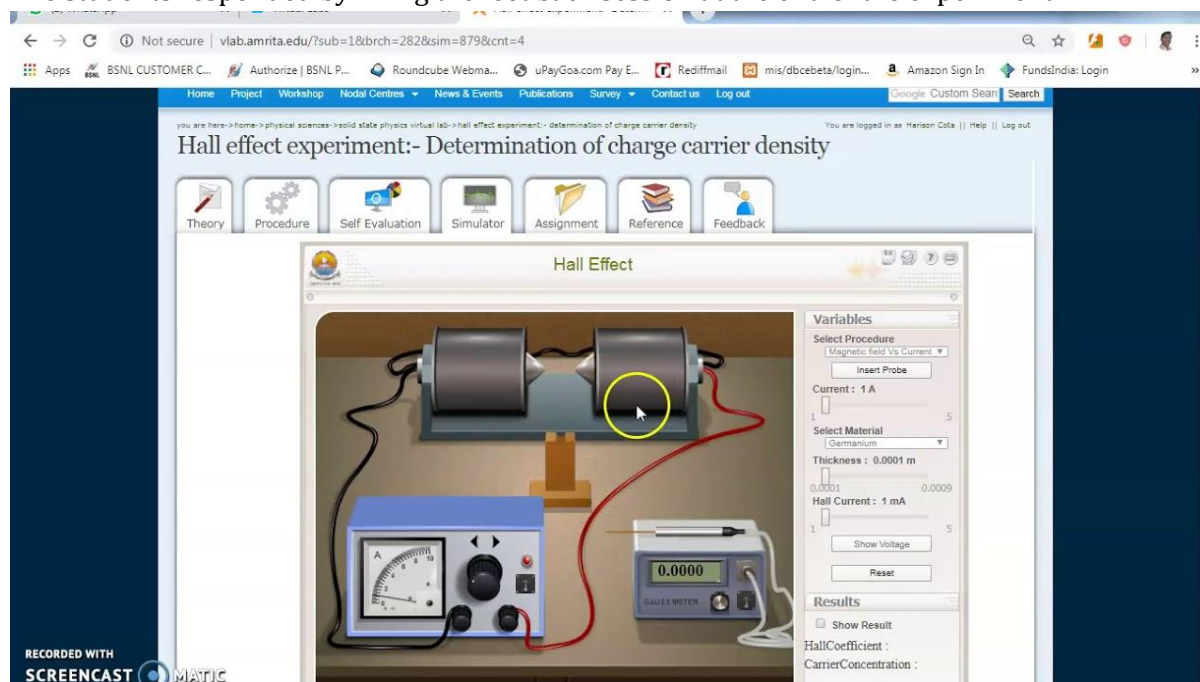 ← → C Not secure | vlab.amrita.edu/?sub=1&brch=282&sim=879&cnt=4
Apps BSNL CUSTOMER C... Authorize | BSNL P... Roundcube Webma... uPayGoa.com Pay E... Rediffmail mis/dbcebeta/login... Amazon Sign In FundsIndia: Login »
Home Project Workshop Nodal Centres News & Events Publications Survey Contact us Log out Google Custom Sear Search
you are here->home->physical sciences->solid state physics virtual lab->hall effect experiment:- determination of charge carrier density You are logged in as Harison Cota || Help || Log out
Hall effect experiment:- Determination of charge carrier density
Theory Procedure Self Evaluation Simulator Assignment Reference Feedback
Hall Effect
Variables
Select Procedure
Magnetic field Vs Current
Insert Probe
Current : 1 A
1 5
Select Material
Germanium
Thickness : 0.0001 m
0.0001 0.0009
Hall Current : 1 mA
1 5
Show Voltage
Reset
Results
Show Result
HallCoefficient :
CarrierConcentration :
A
0.0000
GAUSS METER
RECORDED WITH
SCREENCAST MATIC